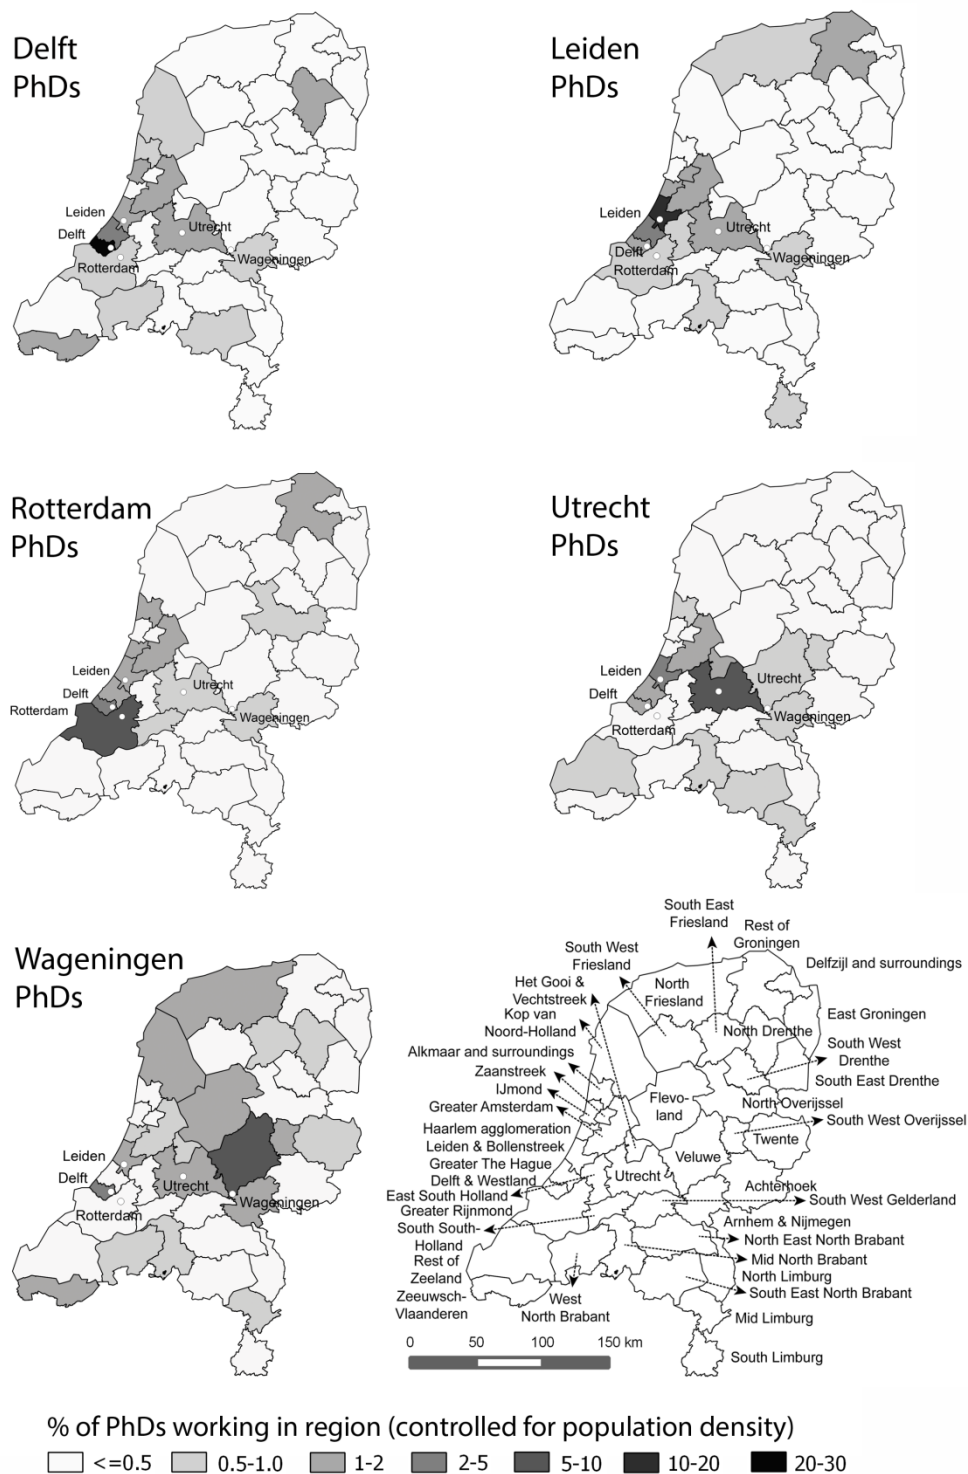 Delft
PhDs
Leiden
Delft
Rotterdam
Utrecht
Wageningen
Leiden
PhDs
Leiden
Delft
Rotterdam
Utrecht
Wageningen
Rotterdam
PhDs
Leiden
Delft
Rotterdam
Utrecht
Wageningen
Utrecht
PhDs
Leiden
Delft
Rotterdam
Utrecht
Wageningen
Wageningen
PhDs
Leiden
Delft
Rotterdam
Utrecht
Wageningen
South East
Friesland
Rest of
Groningen
South West
Friesland
Delfzijl and surroundings
Het Gooi &
Vechtstreek
North
Friesland
Kop van
Noord-Holland
East Groningen
North Drenthe
South West
Drenthe
Alkmaar and surroundings
Zaanstreek
South East Drenthe
IJmond
Flevo-
land
North Overijssel
Greater Amsterdam
South West Overijssel
Haarlem agglomeration
Twente
Leiden & Bollenstreek
Veluwe
Greater The Hague
Utrecht
Delft & Westland
Achterhoek
East South Holland
South West Gelderland
Greater Rijnmond
Arnhem & Nijmegen
South South-
Holland
North East North Brabant
Rest of
Zeeland
Mid North Brabant
North Limburg
South East North Brabant
Zeeuwsch-
Vlaanderen
West
North Brabant
Mid Limburg
South Limburg
0 50 100 150 km
% of PhDs working in region (controlled for population density)
<=0.5 0.5-1.0 1-2 2-5 5-10 10-20 20-30